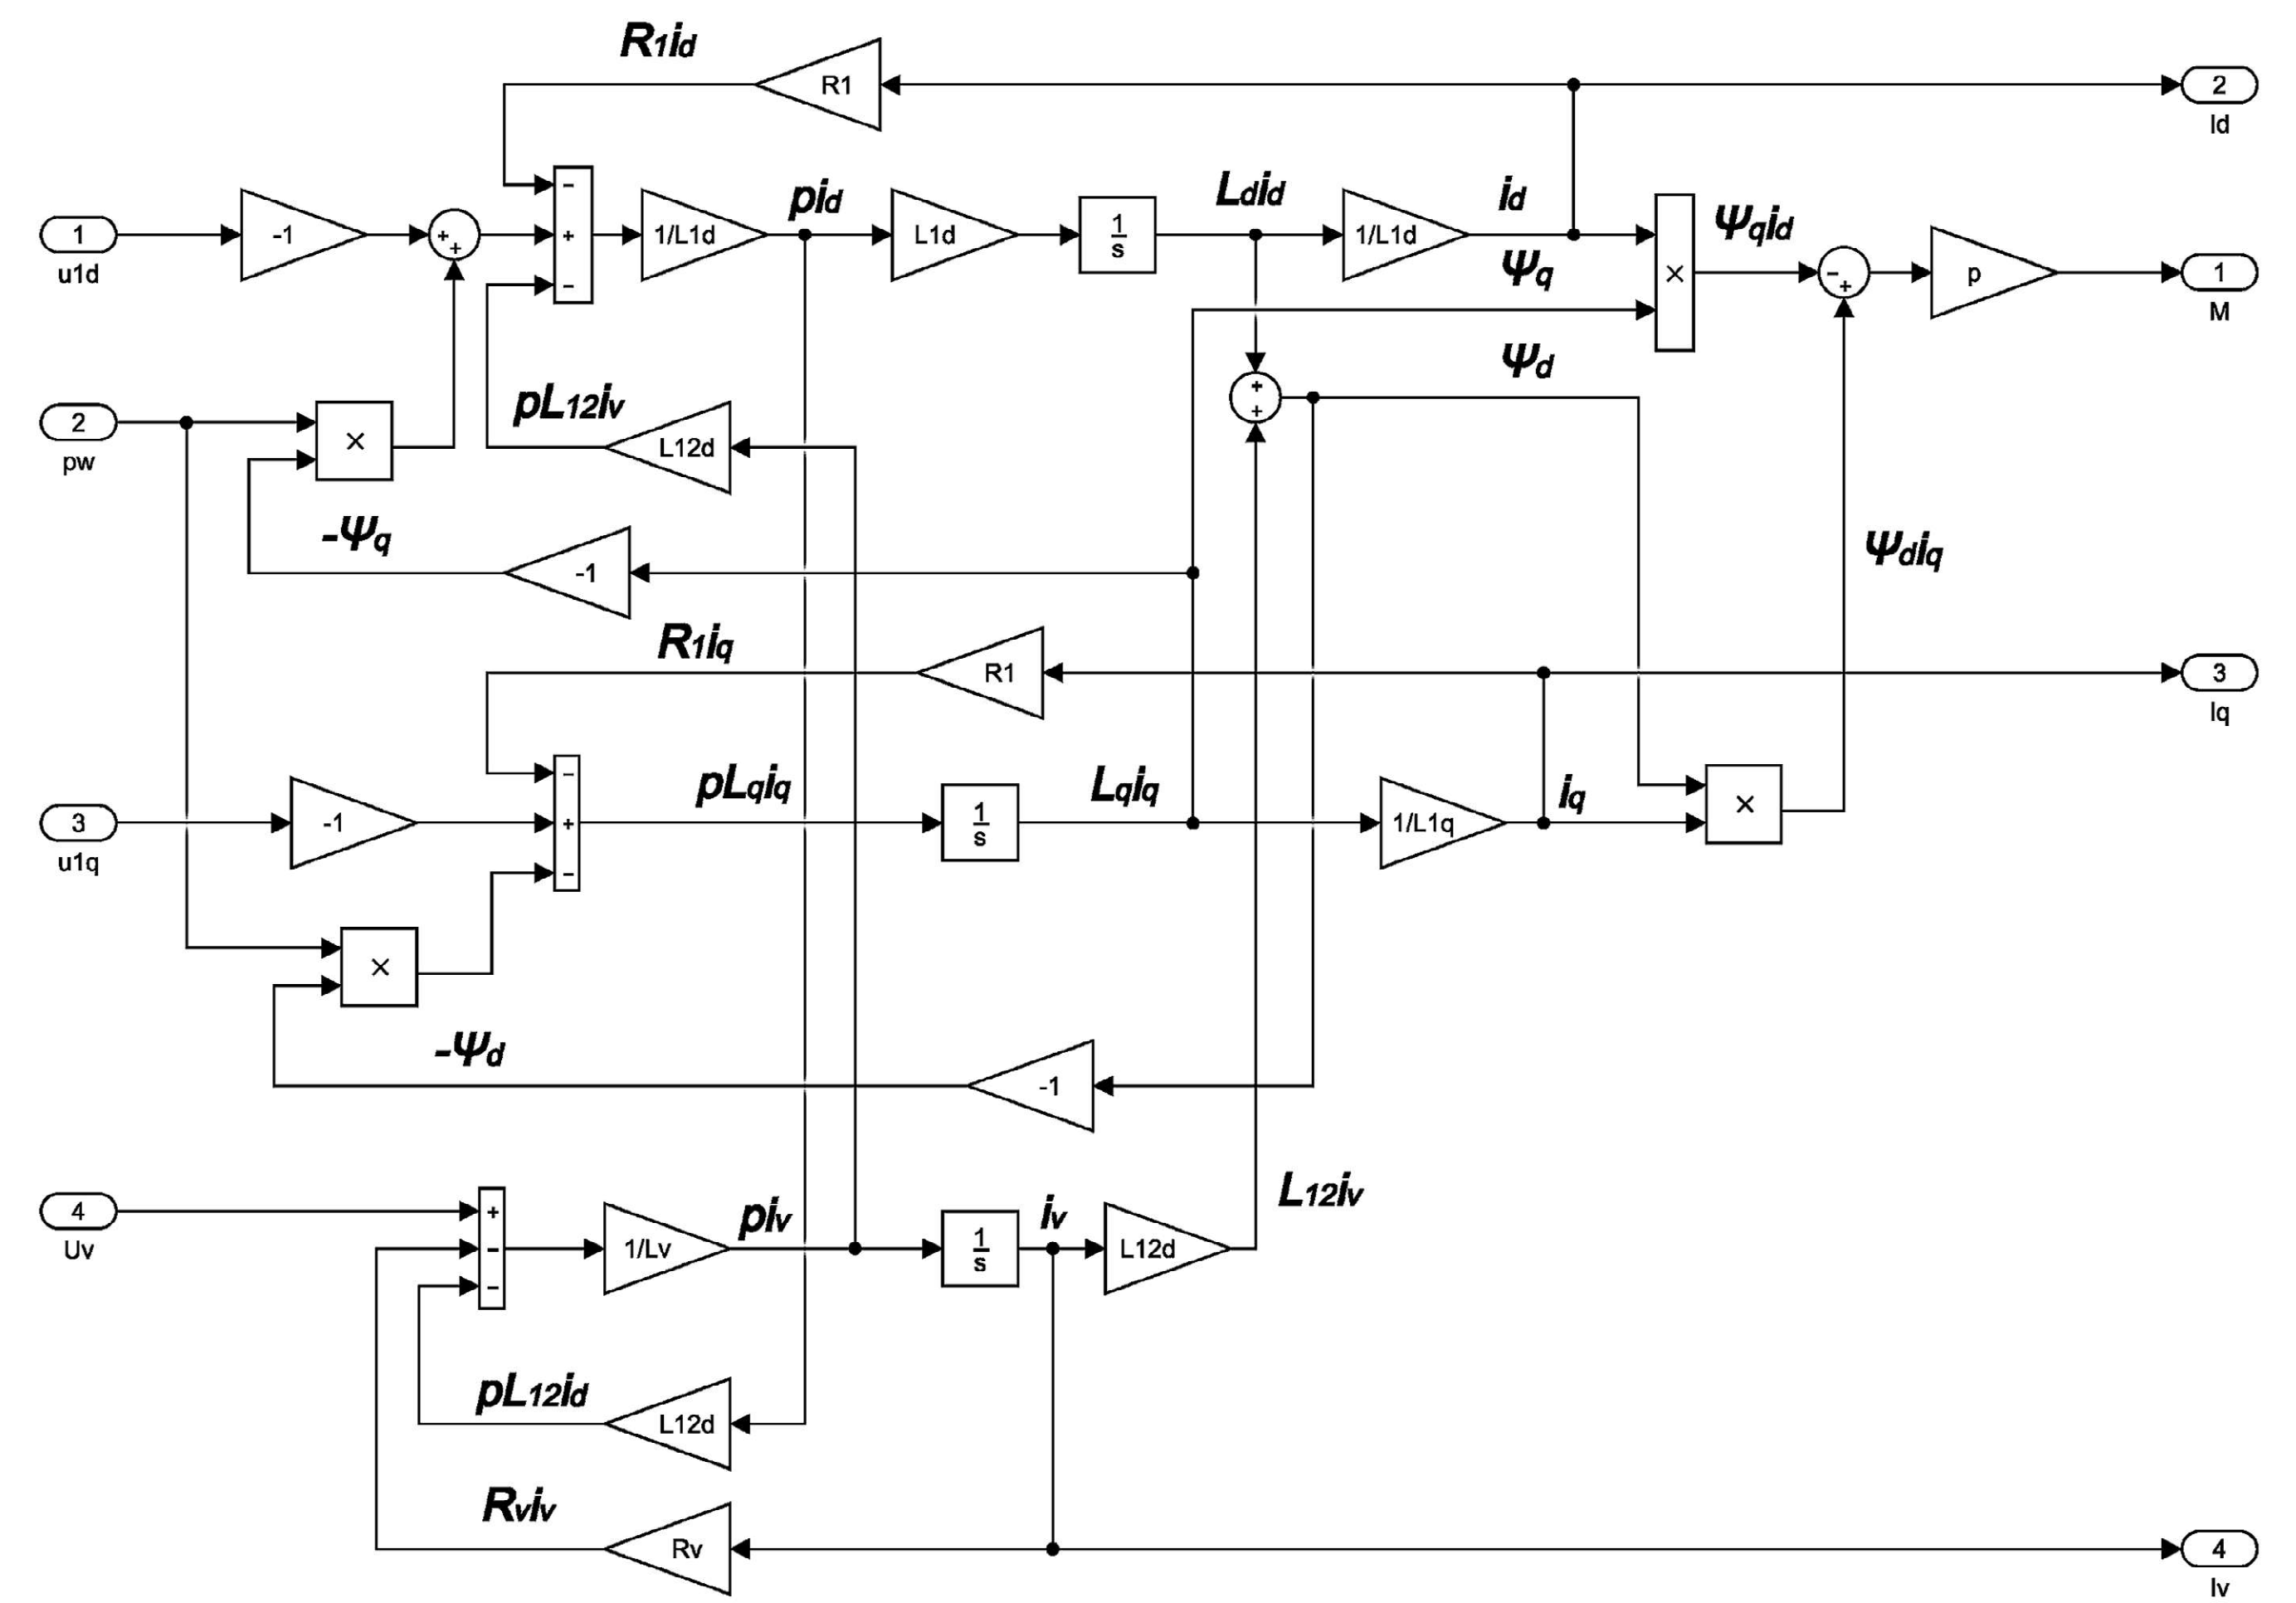 R1id
R1
2
Id
pid
Ldid
id
Ψqid
1
u1d
-1
+
+
-
+
-
1/L1d
L1d
1
s
1/L1d
Ψq
×
-
+
p
1
M
Ψd
+
+
2
pw
×
pL12iv
L12d
-Ψq
-1
Ψdiq
R1iq
R1
3
Iq
pLqiq
Lqiq
iq
3
u1q
-1
-
+
-
1
s
1/L1q
×
×
-Ψd
-1
L12iv
4
Uv
+
-
-
1/Lv
piv
1
s
iv
L12d
pL12id
L12d
Rviv
Rv
4
Iv